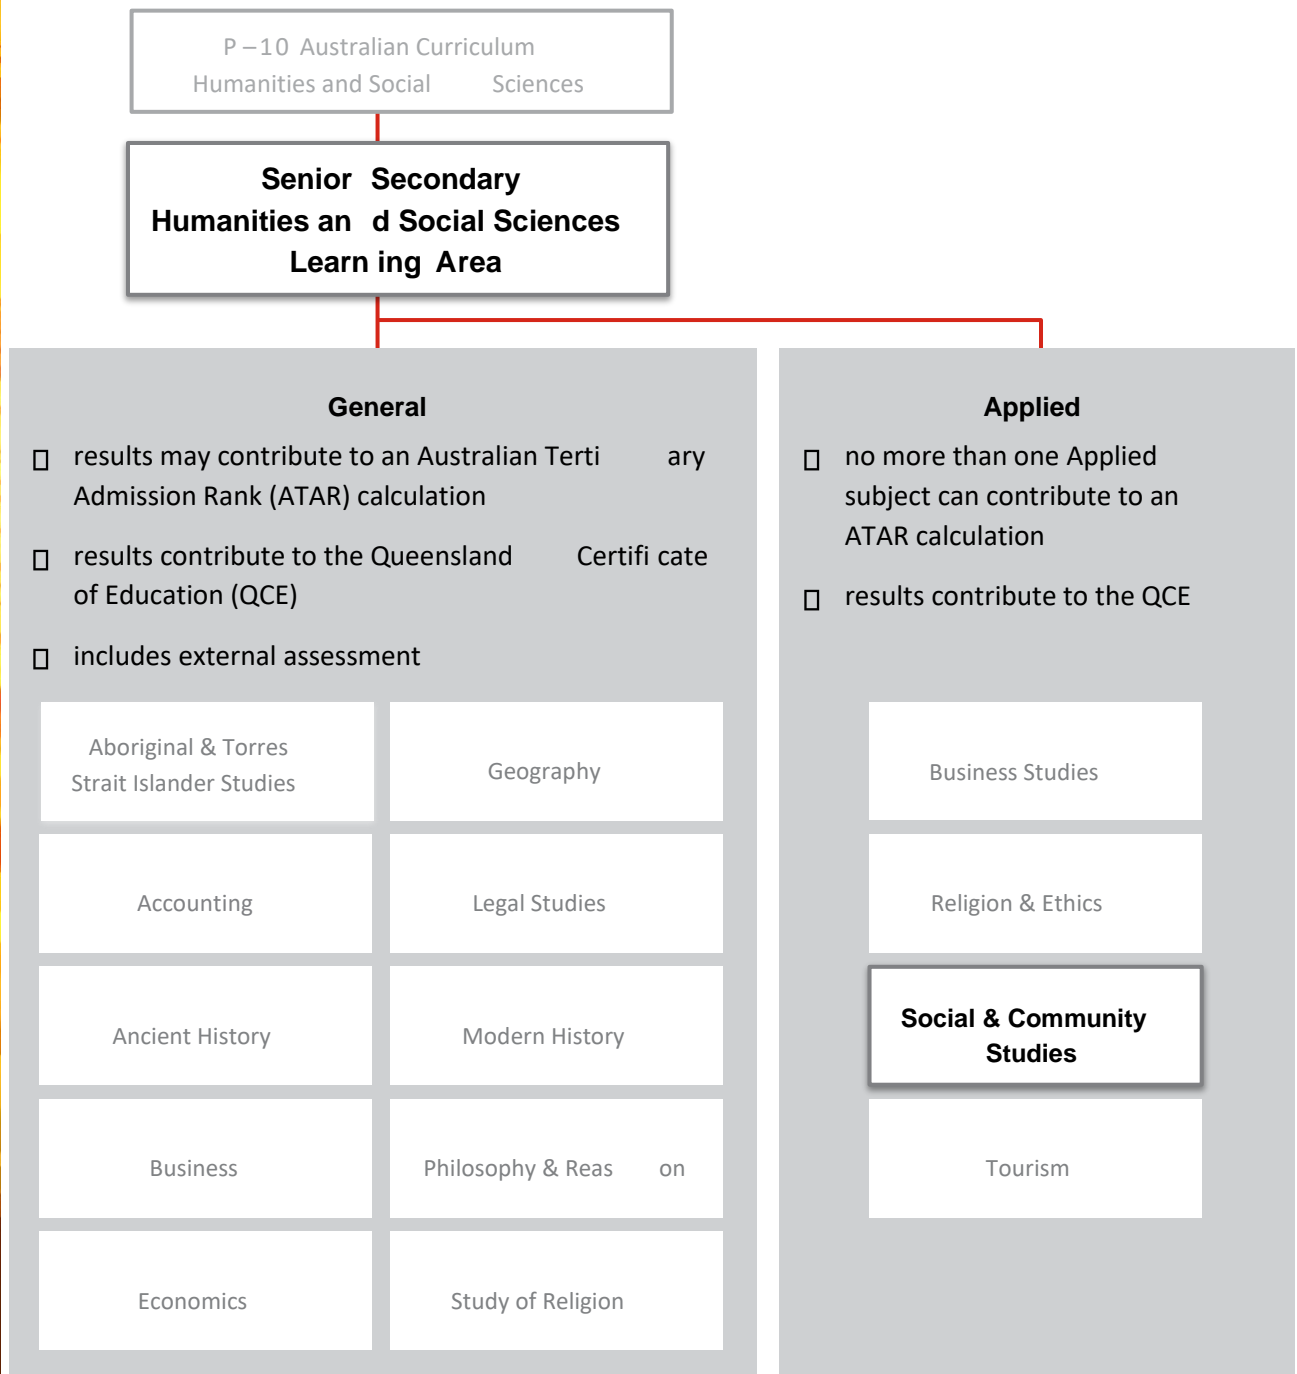 P – 10 Australian Curriculum
Humanities and Social Sciences
Senior Secondary
Humanities an d Social Sciences
Learn ing Area
General
results may contribute to an Australian Terti ary
Admission Rank (ATAR) calculation
results contribute to the Queensland Certifi cate
of Education (QCE)
includes external assessment
Aboriginal & Torres
Strait Islander Studies
Geography
Accounting
Legal Studies
Ancient History
Modern History
Business
Philosophy & Reas on
Economics
Study of Religion
Applied
no more than one Applied
subject can contribute to an
ATAR calculation
results contribute to the QCE
Business Studies
Religion & Ethics
Social & Community
Studies
Tourism